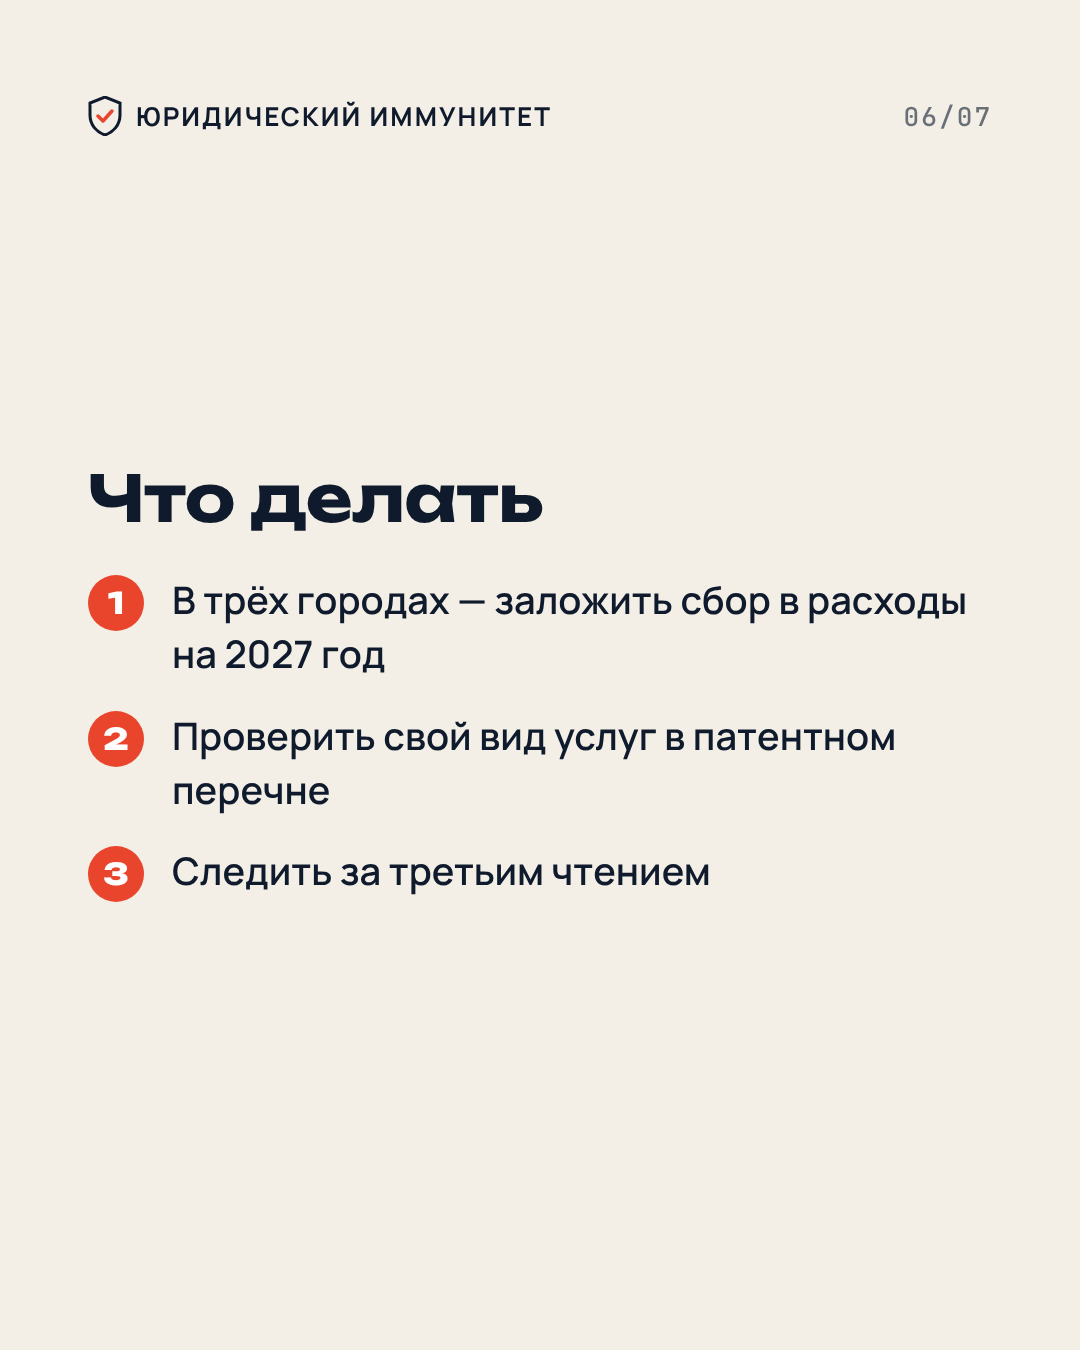 ЮРИДИЧЕСКИЙ ИММУНИТЕТ
06/07
Что делать
1 В трёх городах — заложить сбор в расходы
на 2027 год
2 Проверить свой вид услуг в патентном
перечне
3 Следить за третьим чтением